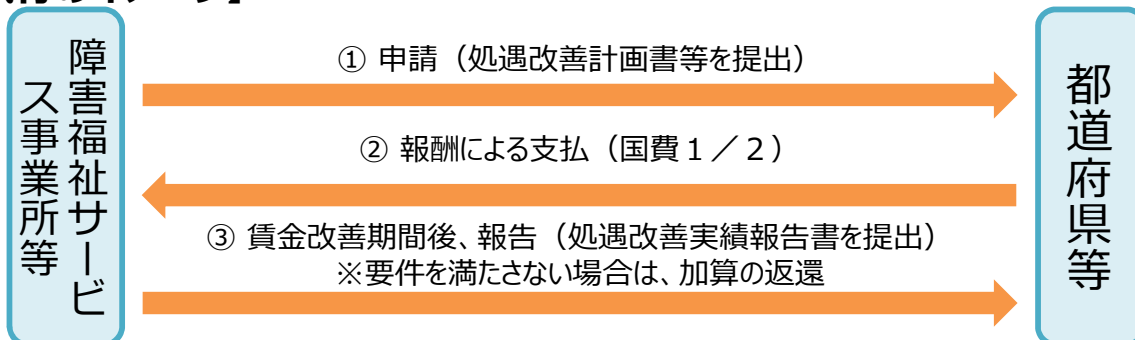 障害福祉サービ
ス事業所等
① 申請（処遇改善計画書等を提出）
② 報酬による支払（国費１／２）
③ 賃金改善期間後、報告（処遇改善実績報告書を提出）
※要件を満たさない場合は、加算の返還
都道府県等